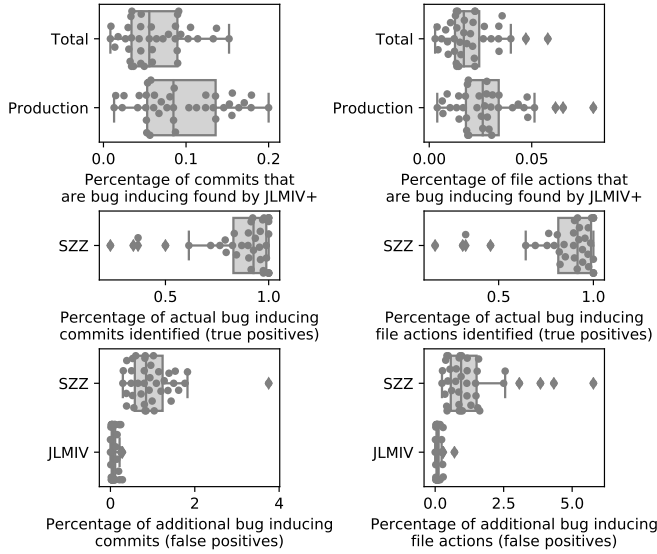 Total
Production
0.0 0.1 0.2
Percentage of commits that
are bug inducing found by JLMIV+
Total
Production
0.00 0.05
Percentage of file actions that
are bug inducing found by JLMIV+
SZZ
0.5 1.0
Percentage of actual bug inducing
commits identified (true positives)
SZZ
0.5 1.0
Percentage of actual bug inducing
file actions identified (true positives)
SZZ
JLMIV
0 2 4
Percentage of additional bug inducing
commits (false positives)
SZZ
JLMIV
0.0 2.5 5.0
Percentage of additional bug inducing
file actions (false positives)